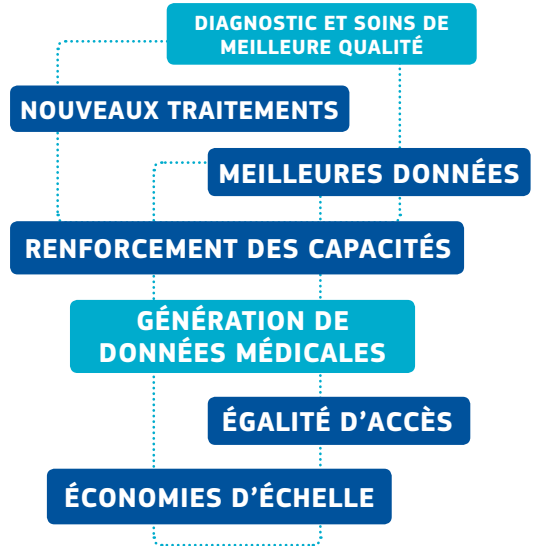 DIAGNOSTIC ET SOINS DE
MEILLEURE QUALITÉ
NOUVEAUX TRAITEMENTS
MEILLEURES DONNÉES
RENFORCEMENT DES CAPACITÉS
GÉNÉRATION DE
DONNÉES MÉDICALES
ÉGALITÉ D'ACCÈS
ÉCONOMIES D'ÉCHELLE